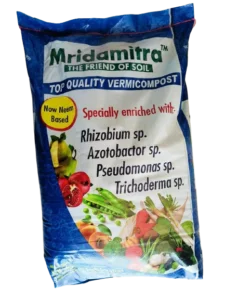 Mridamitra™
THE FRIEND OF SOIL
TOP QUALITY VERMICOMPOST
Now Neem
Based
Specially enriched with:
Rhizobium sp.
Azotobactor sp.
Pseudomonas sp.
Trichoderma sp.